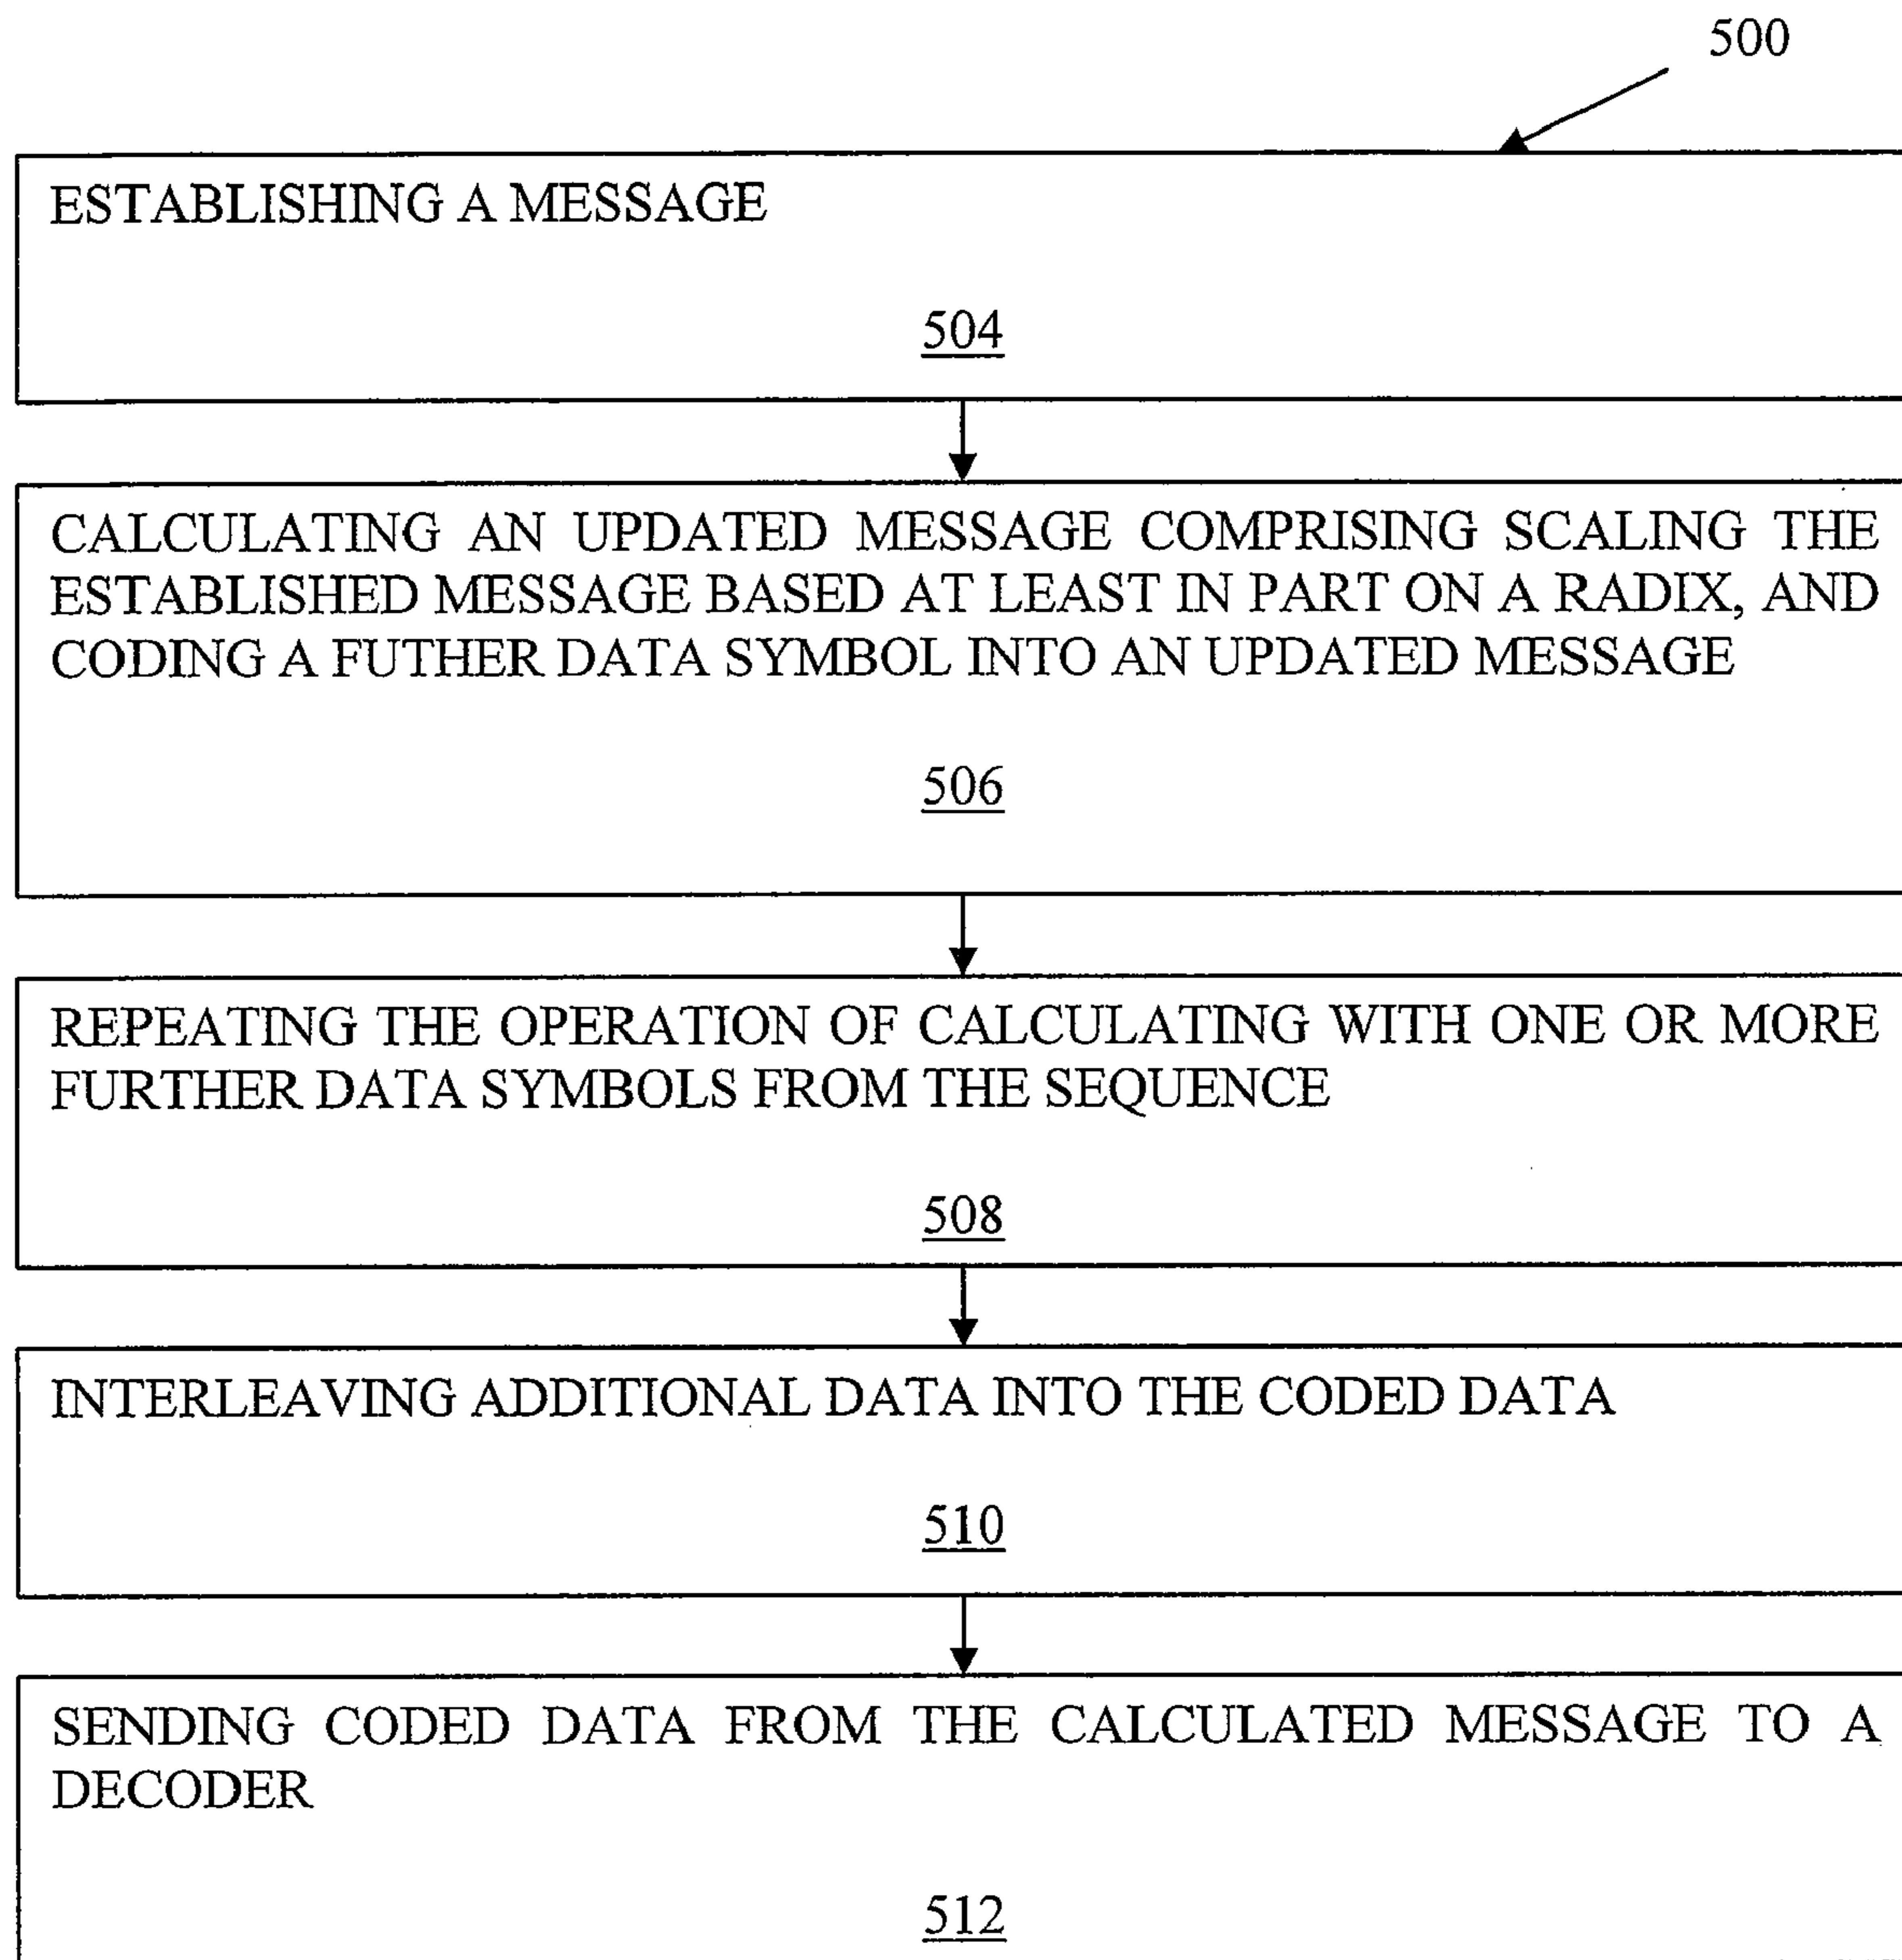 500
ESTABLISHING A MESSAGE
504
CALCULATING AN UPDATED MESSAGE COMPRISING SCALING THE
ESTABLISHED MESSAGE BASED AT LEAST IN PART ON A RADIX, AND
CODING A FUTHER DATA SYMBOL INTO AN UPDATED MESSAGE
506
REPEATING THE OPERATION OF CALCULATING WITH ONE OR MORE
FURTHER DATA SYMBOLS FROM THE SEQUENCE
508
INTERLEAVING ADDITIONAL DATA INTO THE CODED DATA
510
SENDING CODED DATA FROM THE CALCULATED MESSAGE TO A
DECODER
512